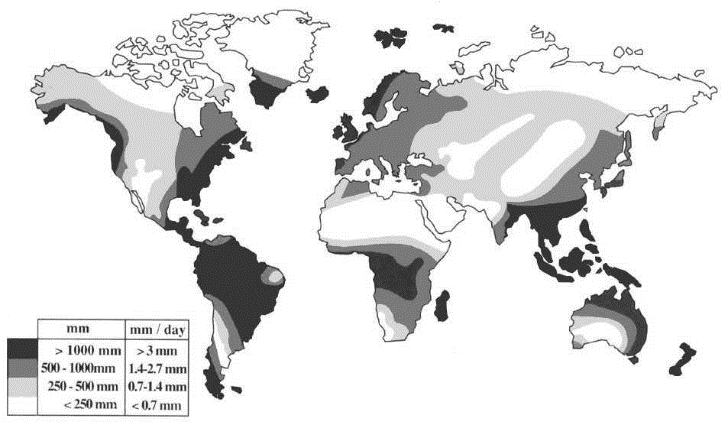 mm mm / day
> 1000 mm > 3 mm
500 - 1000mm 1.4-2.7 mm
250 - 500 mm 0.7-1.4 mm
< 250 mm < 0.7 mm